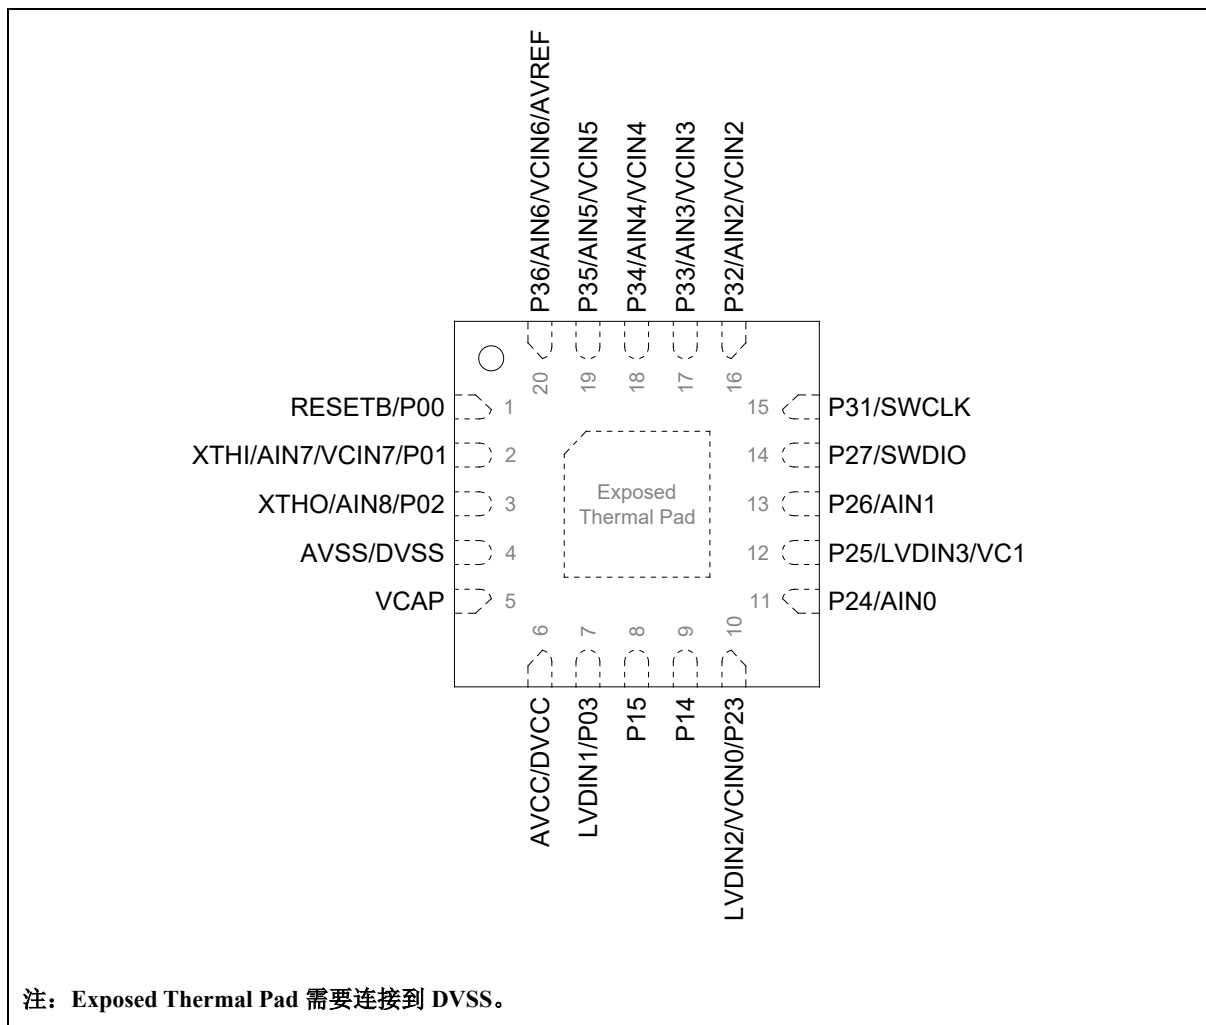 P36/AIN6/VCIN6/AVREF
P35/AIN5/VCIN5
P34/AIN4/VCIN4
P33/AIN3/VCIN3
P32/AIN2/VCIN2
20
19
18
17
16
RESETB/P00
1
15
P31/SWCLK
XTHI/AIN7/VCIN7/P01
2
14
P27/SWDIO
XTHO/AIN8/P02
3
Exposed
Thermal Pad
13
P26/AIN1
AVSS/DVSS
4
12
P25/LVDIN3/VC1
VCAP
5
11
P24/AIN0
6
7
8
9
10
AVCC/DVCC
LVDIN1/P03
P15
P14
LVDIN2/VCIN0/P23
注：Exposed Thermal Pad 需要连接到 DVSS。